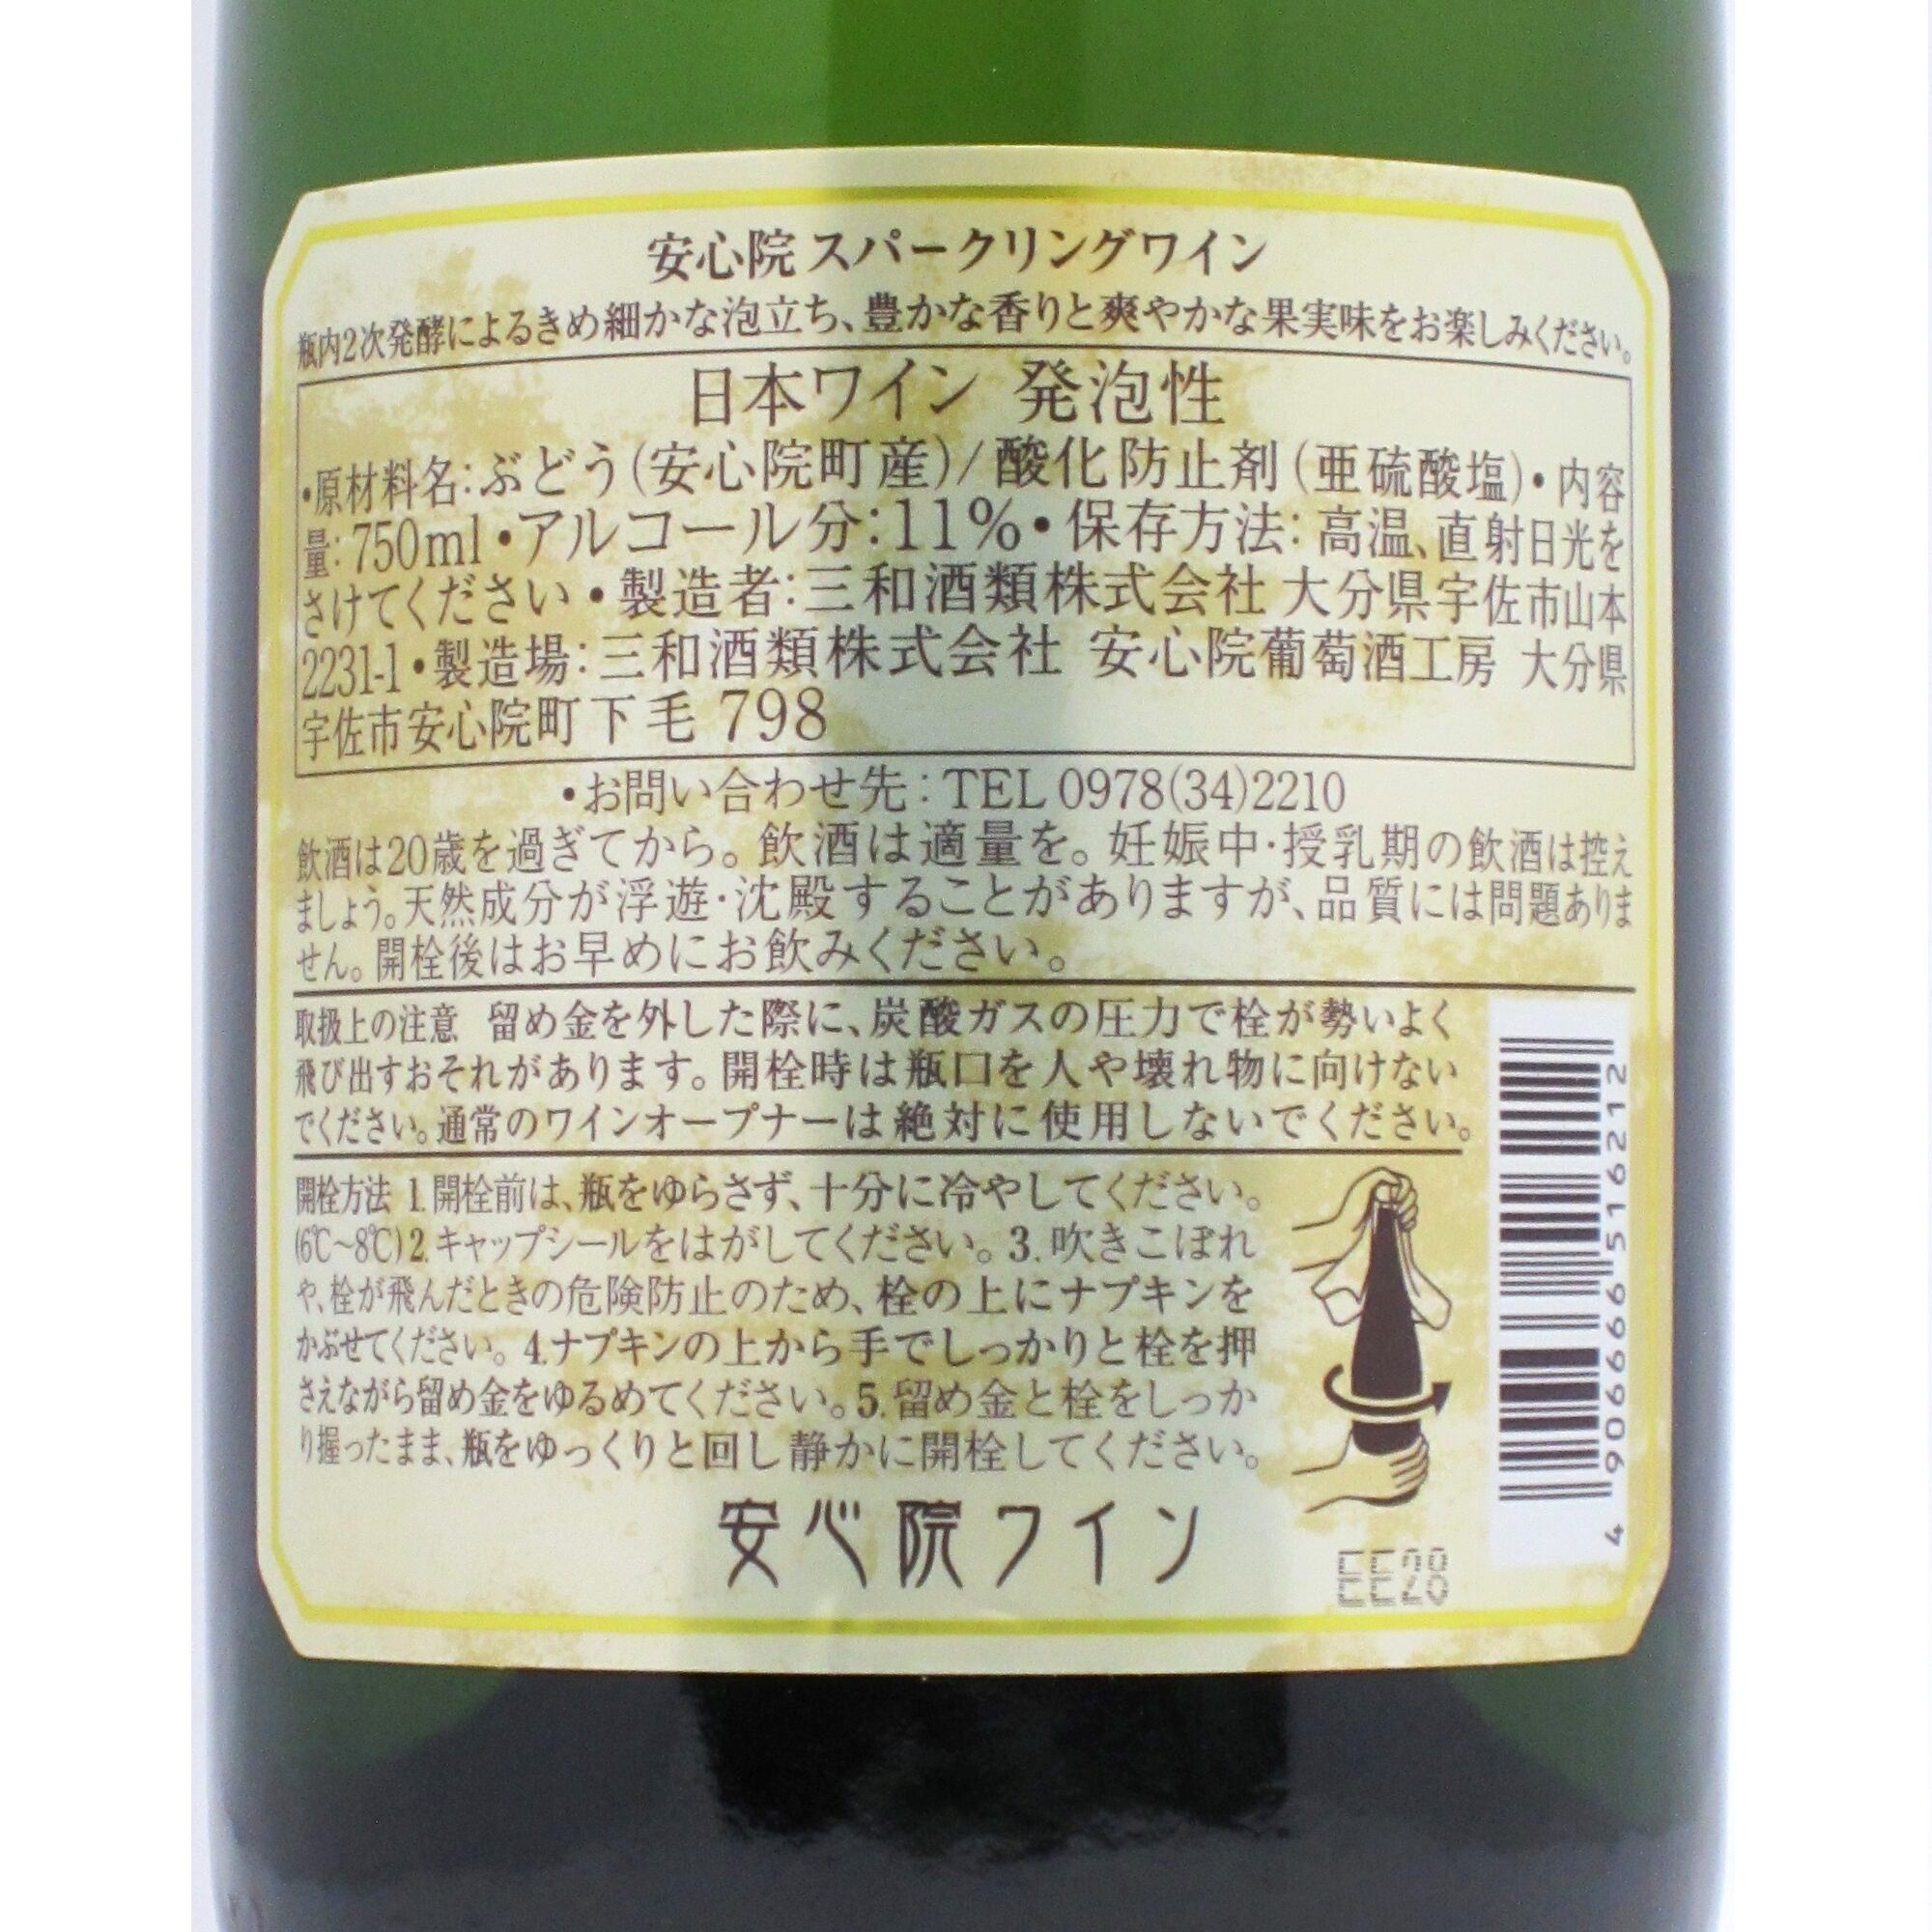 安心院 スパークリングワイン
瓶内2次発酵によるきめ細かな泡立ち、豊かな香りと爽やかな果実味をお楽しみください。
日本ワイン 発泡性
•原材料名:ぶどう(安心院町産)/酸化防止剤(亜硫酸塩)•内容
量:750ml•アルコール分:11%•保存方法:高温、直射日光を
さけてください•製造者:三和酒類株式会社 大分県宇佐市山本
2231-1•製造場:三和酒類株式会社 安心院葡萄酒工房 大分県
宇佐市安心院町下毛 798
•お問い合わせ先:TEL 0978(34)2210
飲酒は20歳を過ぎてから。飲酒は適量を。妊娠中·授乳期の飲酒は控え
ましょう。天然成分が浮遊·沈殿することがありますが、品質には問題ありま
せん。開栓後はお早めにお飲みください。
取扱上の注意 留め金を外した際に、炭酸ガスの圧力で栓が勢いよく
飛び出すおそれがあります。開栓時は瓶口を人や壊れ物に向けない
でください。通常のワインオープナーは絶対に使用しないでください。
開栓方法 1.開栓前は、瓶をゆらさず、十分に冷やしてください。
(6℃~8℃)2.キャップシールをはがしてください。3.吹きこぼれ
や、栓が飛んだときの危険防止のため、栓の上にナプキンを
かぶせてください。4.ナプキンの上から手でしっかりと栓を押
さえながら留め金をゆるめてください。5.留め金と栓をしっか
り握ったまま、瓶をゆっくりと回し静かに開栓してください。
安心院ワイン
EE28
4906666516212